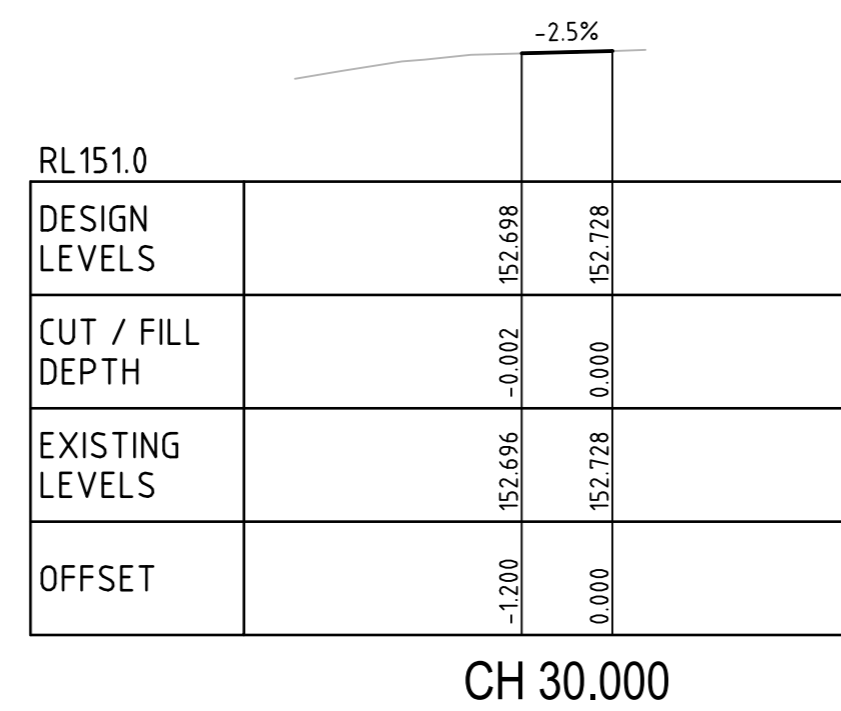 -2.5%
RL151.0
DESIGN
LEVELS
152.698
152.728
CUT / FILL
DEPTH
-0.002
0.000
EXISTING
LEVELS
152.696
152.728
OFFSET
-1.200
0.000
CH 30.000